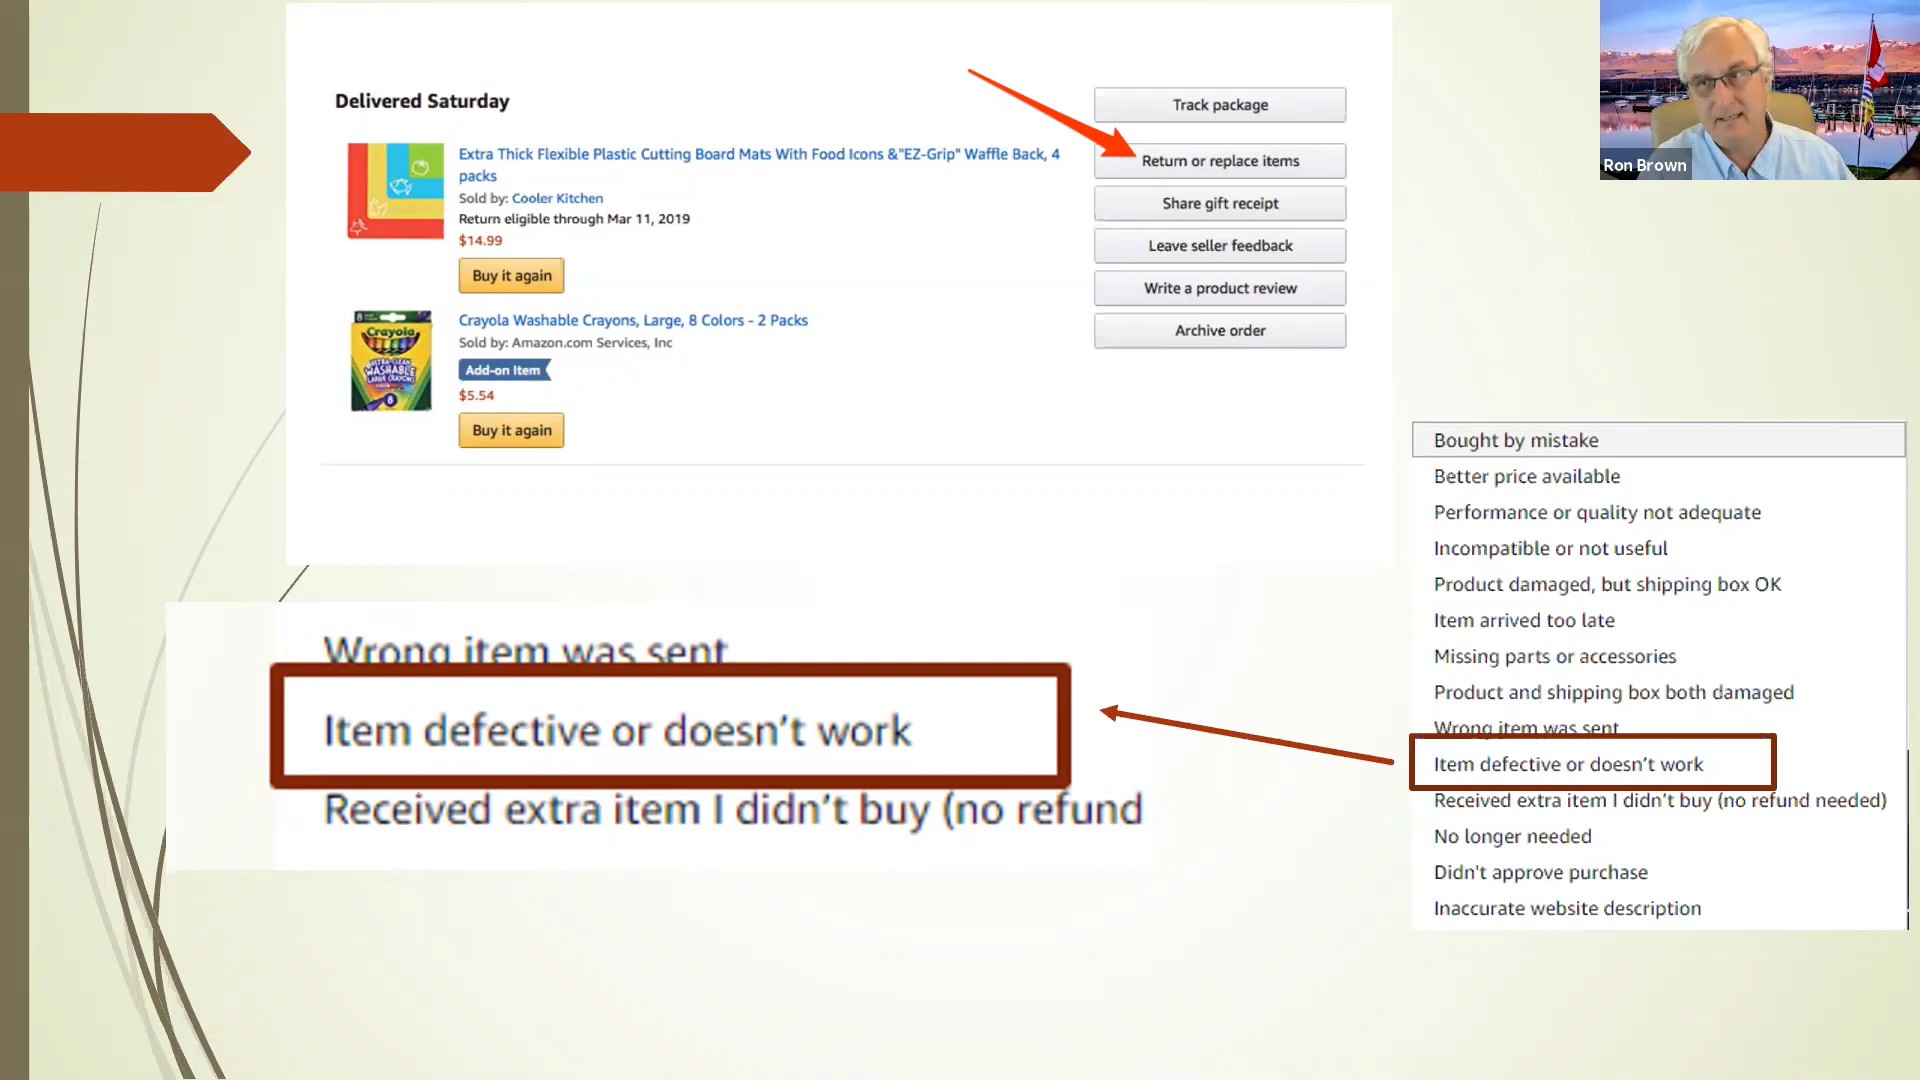 Delivered Saturday
Extra Thick Flexible Plastic Cutting Board Mats With Food Icons &"EZ-Grip" Waffle Back, 4
packs
Sold by: Cooler Kitchen
Return eligible through Mar 11, 2019
$14.99
Buy it again
Crayola
ULTRA-CLEAN
WASHABLE
LARGE CRAYONS
8
Crayola Washable Crayons, Large, 8 Colors - 2 Packs
Sold by: Amazon.com Services, Inc
Add-on Item
$5.54
Buy it again
Track package
Return or replace items
Share gift receipt
Leave seller feedback
Write a product review
Archive order
Ron Brown
Wrong item was sent
Item defective or doesn’t work
Received extra item I didn’t buy (no refund
Bought by mistake
Better price available
Performance or quality not adequate
Incompatible or not useful
Product damaged, but shipping box OK
Item arrived too late
Missing parts or accessories
Product and shipping box both damaged
Wrong item was sent
Item defective or doesn’t work
Received extra item I didn’t buy (no refund needed)
No longer needed
Didn't approve purchase
Inaccurate website description